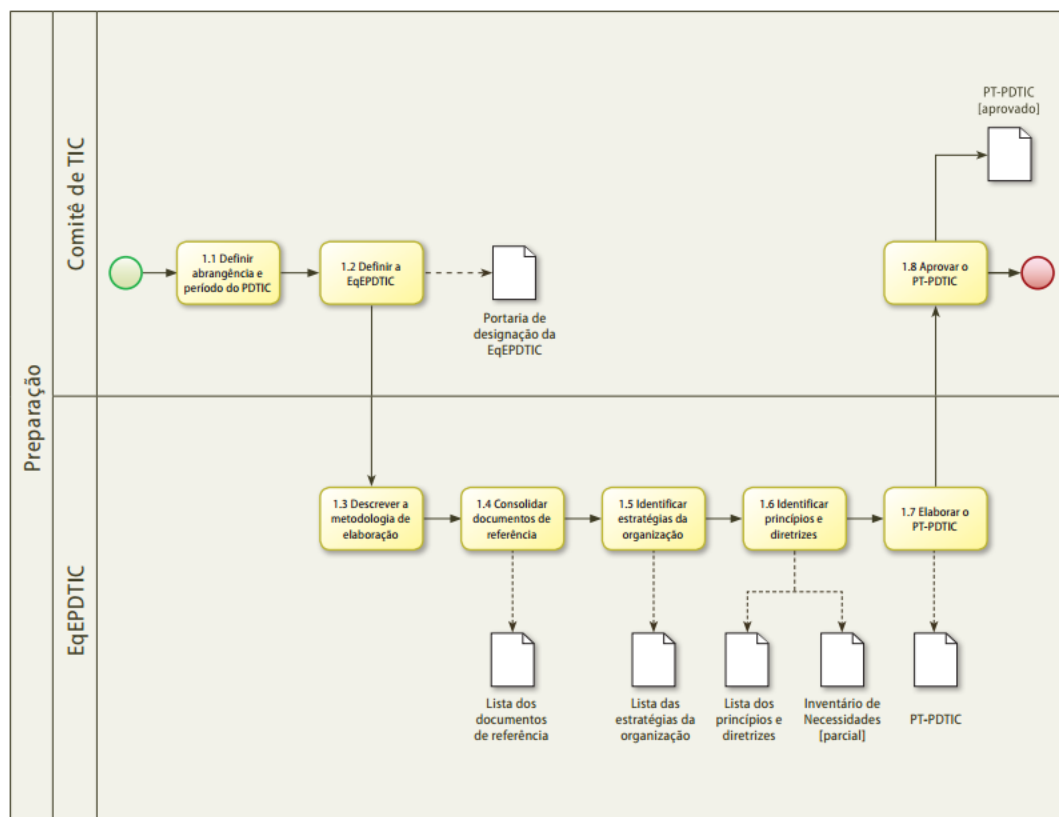 Preparação
Comitê de TIC
PT-PDTIC
[aprovado]
1.1 Definir
abrangência e
período do PDTIC
1.2 Definir a
EqEPDTIC
Portaria de
designação da
EqEPDTIC
1.8 Aprovar o
PT-PDTIC
EqEPDTIC
1.3 Descrever a
metodologia de
elaboração
1.4 Consolidar
documentos de
referência
1.5 Identificar
estratégias da
organização
1.6 Identificar
princípios e
diretrizes
1.7 Elaborar o
PT-PDTIC
Lista dos
documentos
de referência
Lista das
estratégias da
organização
Lista dos
princípios e
diretrizes
Inventário de
Necessidades
[parcial]
PT-PDTIC